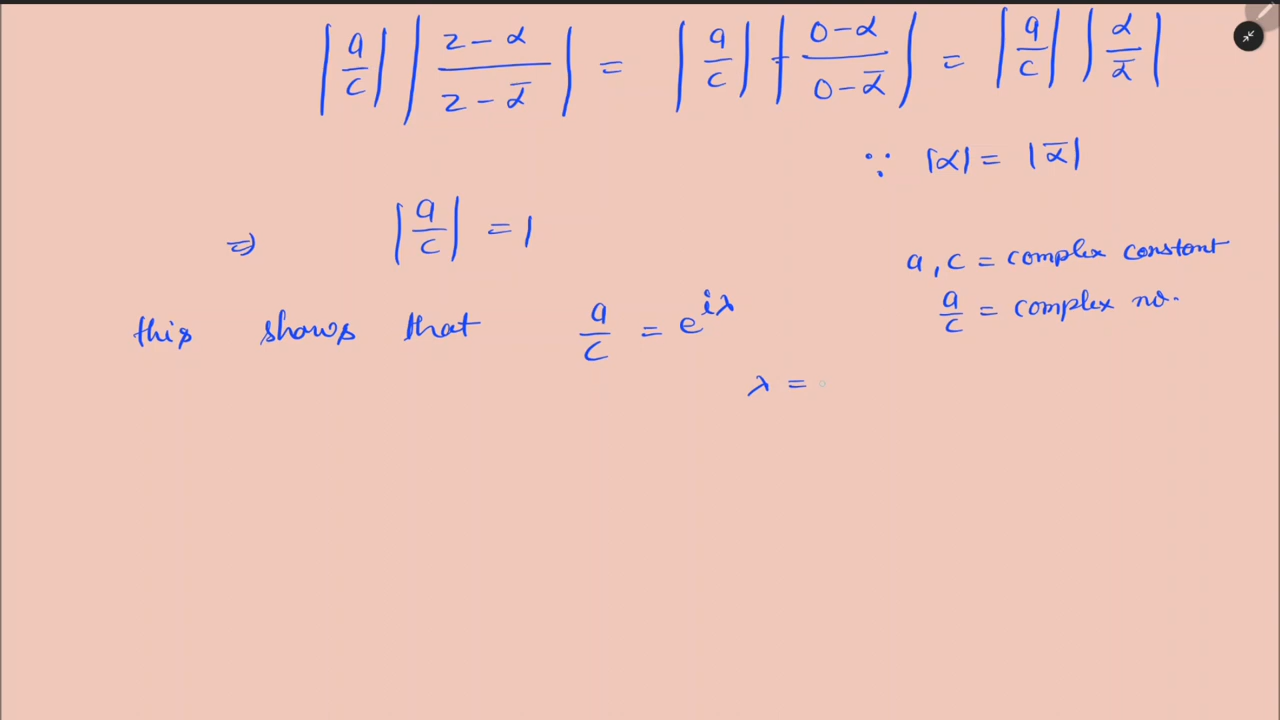 |a/c| |z - α / z - ᾱ| = |a/c| |0 - α / 0 - ᾱ| = |a/c| |α/ᾱ|
∵ |α| = |ᾱ|
⇒ |a/c| = 1
a, c = complex constant
a/c = complex no.
this shows that a/c = e^{iλ}
λ =